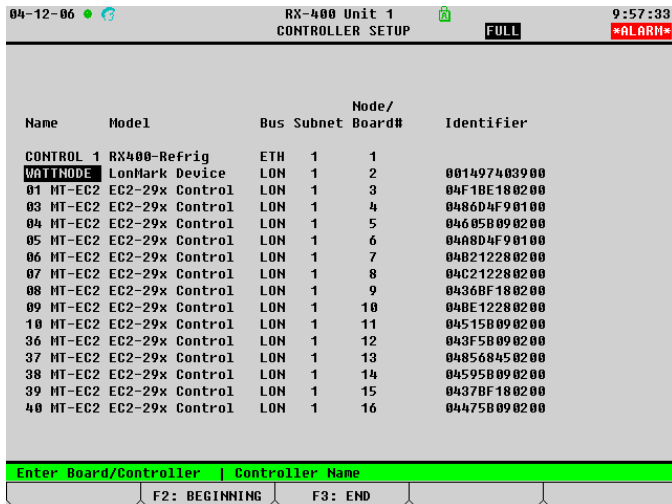 04-12-06 RX-400 Unit 1 9:57:33
CONTROLLER SETUP FULL *ALARM*
Node/
Name Model Bus Subnet Board# Identifier
CONTROL 1 RX400-Refrig ETH 1 1
WATTNODE LonMark Device LON 1 2 001497403900
01 MT-EC2 EC2-29x Control LON 1 3 04F1BE180200
03 MT-EC2 EC2-29x Control LON 1 4 0486D4F90100
04 MT-EC2 EC2-29x Control LON 1 5 04605B090200
05 MT-EC2 EC2-29x Control LON 1 6 04A8D4F90100
06 MT-EC2 EC2-29x Control LON 1 7 04B212280200
07 MT-EC2 EC2-29x Control LON 1 8 04C212280200
08 MT-EC2 EC2-29x Control LON 1 9 0436BF180200
09 MT-EC2 EC2-29x Control LON 1 10 04BE12280200
10 MT-EC2 EC2-29x Control LON 1 11 04515B090200
36 MT-EC2 EC2-29x Control LON 1 12 043F5B090200
37 MT-EC2 EC2-29x Control LON 1 13 048568450200
38 MT-EC2 EC2-29x Control LON 1 14 04595B090200
39 MT-EC2 EC2-29x Control LON 1 15 0437BF180200
40 MT-EC2 EC2-29x Control LON 1 16 04475B090200
Enter Board/Controller | Controller Name
F2: BEGINNING F3: END